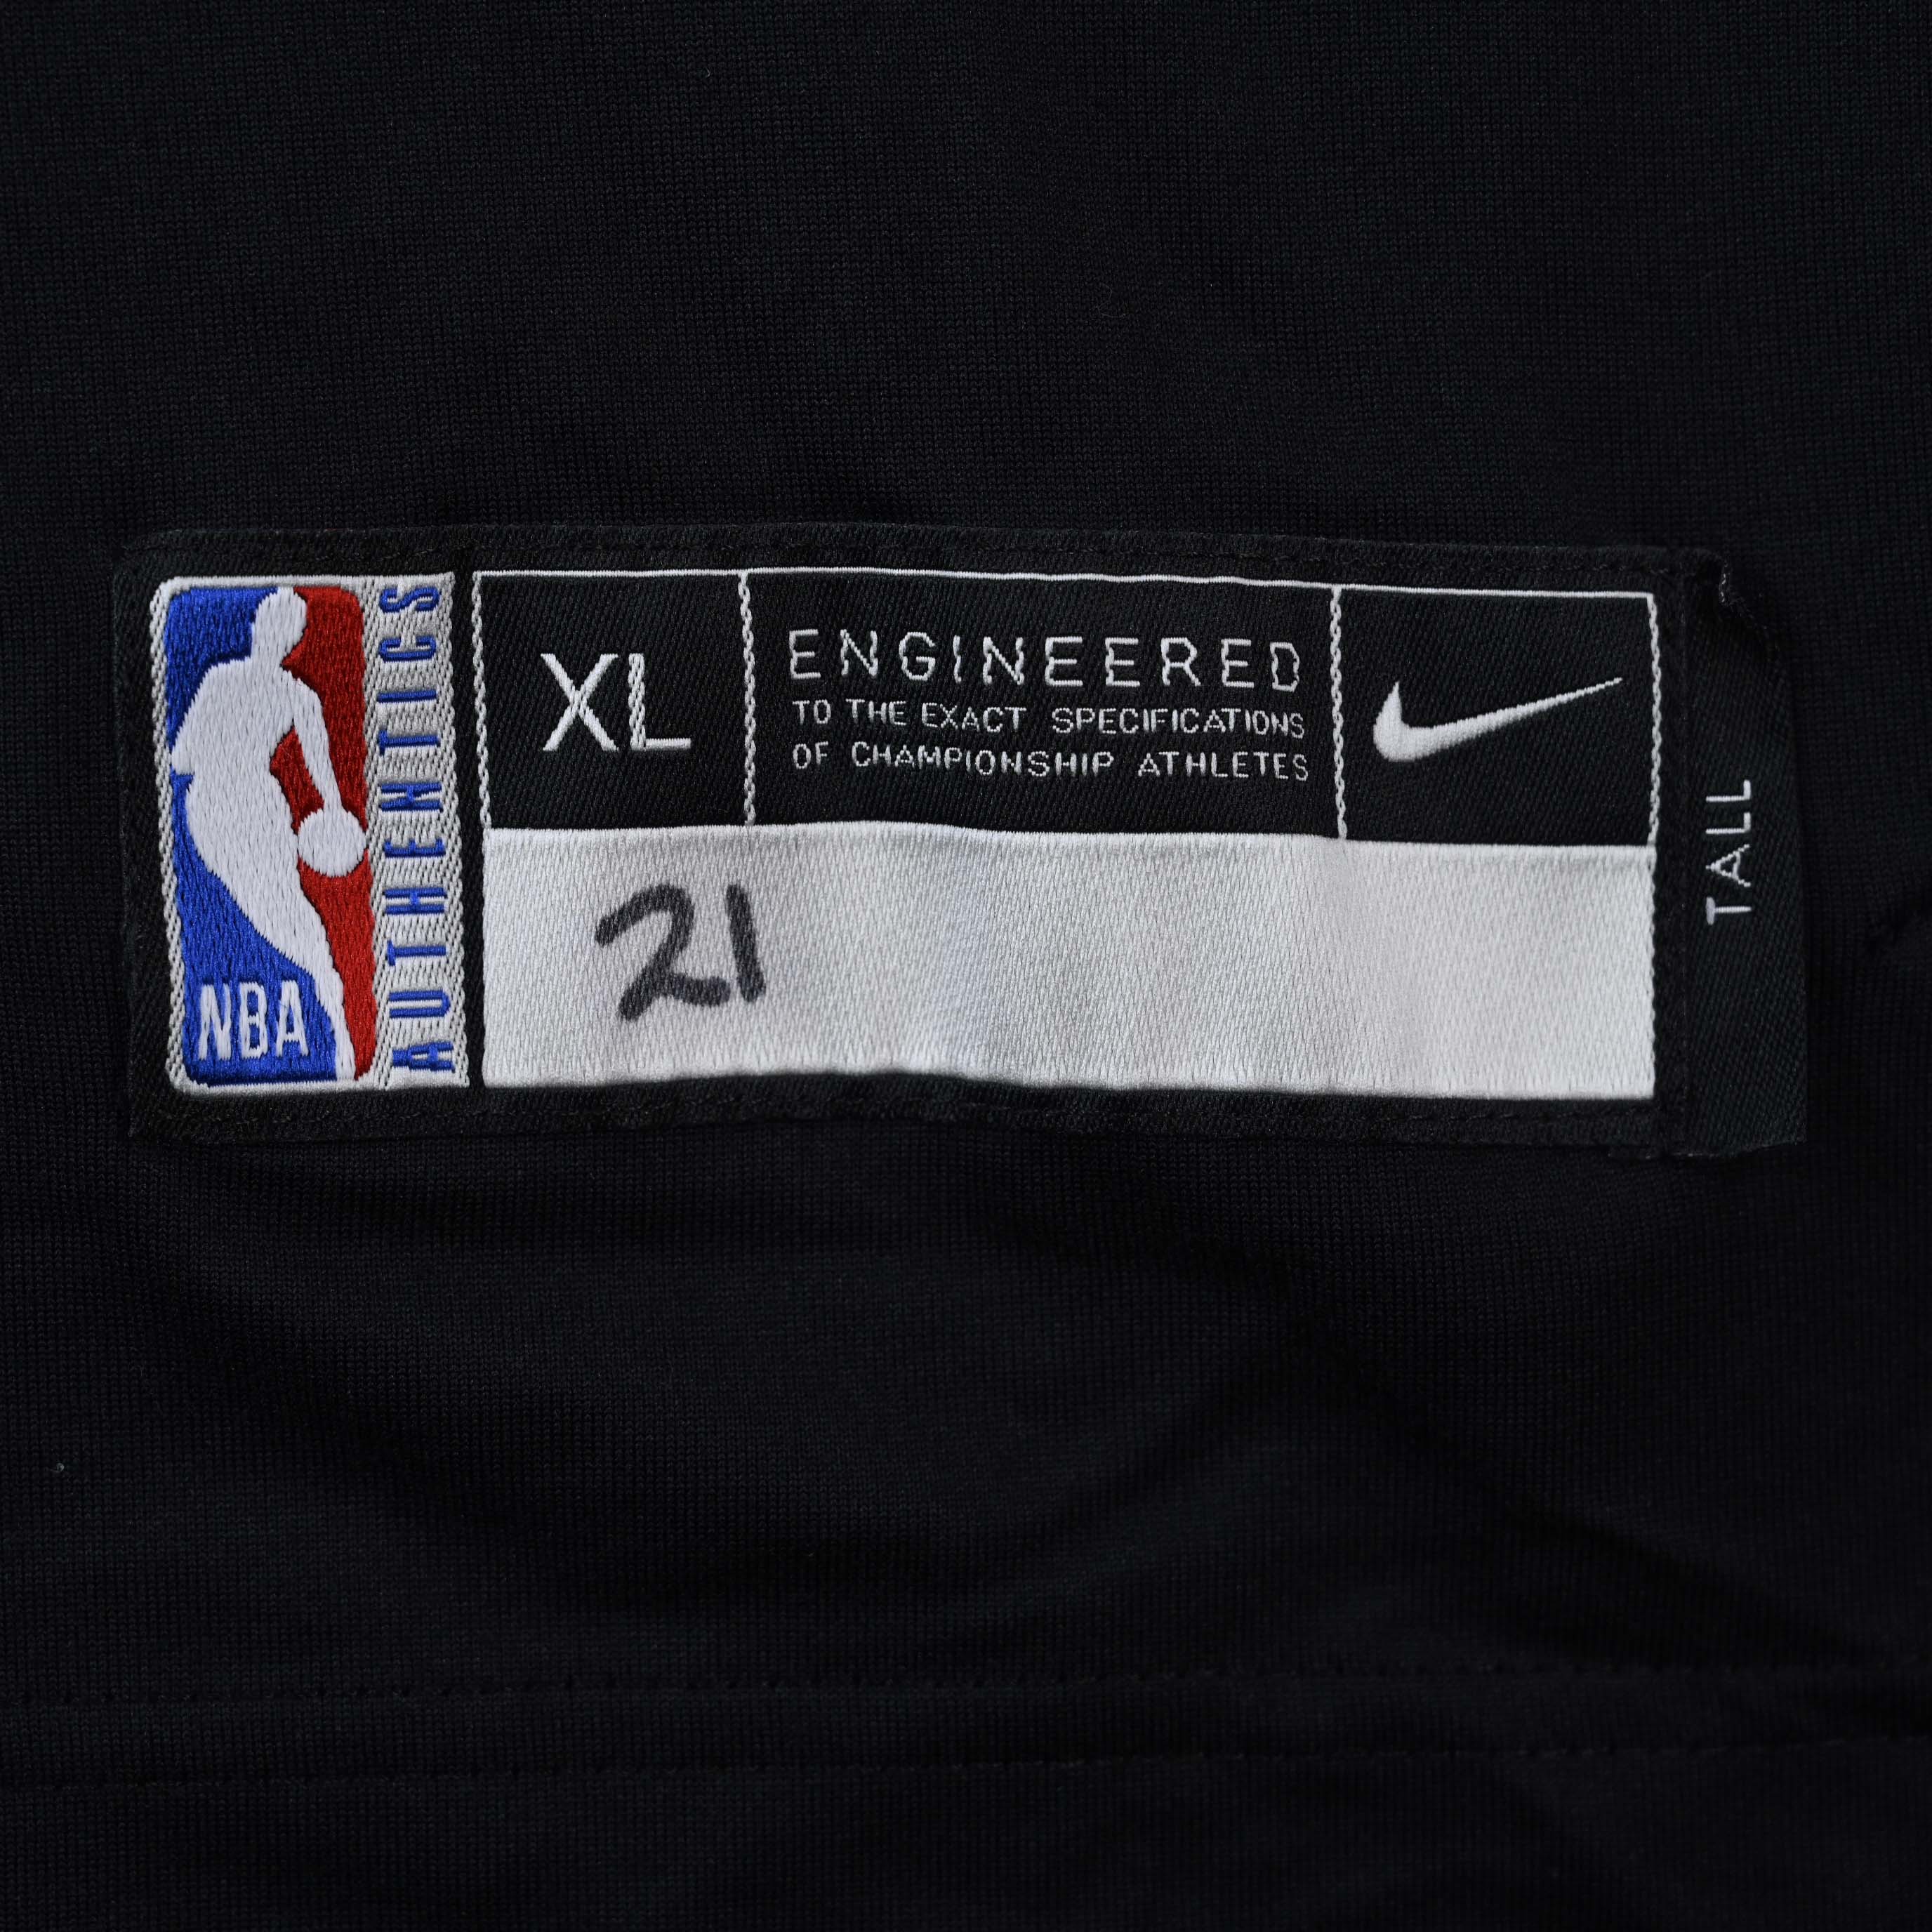 NBA
AUTHENTICS
XL
ENGINEERED
TO THE EXACT SPECIFICATIONS
OF CHAMPIONSHIP ATHLETES
21
TALL